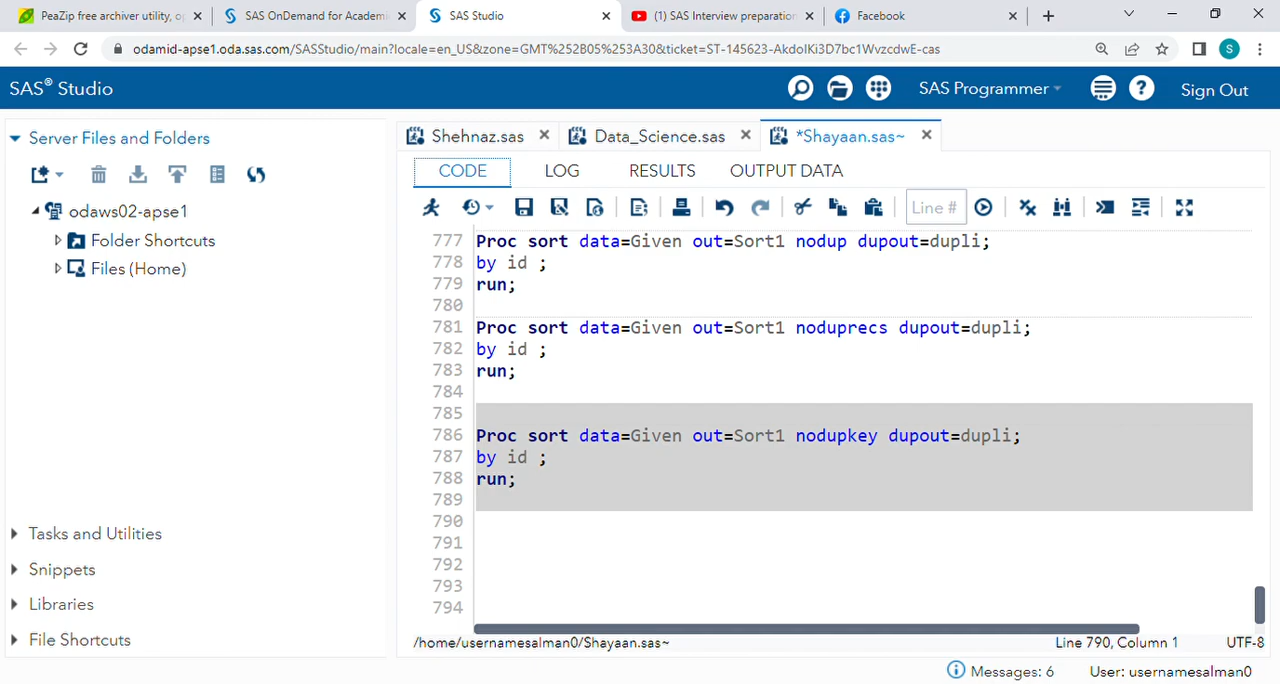 PeaZip free archiver utility, o
SAS OnDemand for Academi
SAS Studio
(1) SAS Interview preparation
Facebook
odamid-apse1.oda.sas.com/SASStudio/main?locale=en_US&zone=GMT%252B05%253A30&ticket=ST-145623-AkdoIKi3D7bc1WvzcdwE-cas
S
SAS® Studio
SAS Programmer
?
Sign Out
Server Files and Folders
odaws02-apse1
Folder Shortcuts
Files (Home)
Tasks and Utilities
Snippets
Libraries
File Shortcuts
Shehnaz.sas
Data_Science.sas
*Shayaan.sas~
CODE LOG RESULTS OUTPUT DATA
Line #
777 Proc sort data=Given out=Sort1 nodup dupout=dupli;
778 by id ;
779 run;
780
781 Proc sort data=Given out=Sort1 noduprecs dupout=dupli;
782 by id ;
783 run;
784
785
786 Proc sort data=Given out=Sort1 nodupkey dupout=dupli;
787 by id ;
788 run;
789
790
791
792
793
794
/home/usernamesalman0/Shayaan.sas~ Line 790, Column 1 UTF-8
Messages: 6 User: usernamesalman0